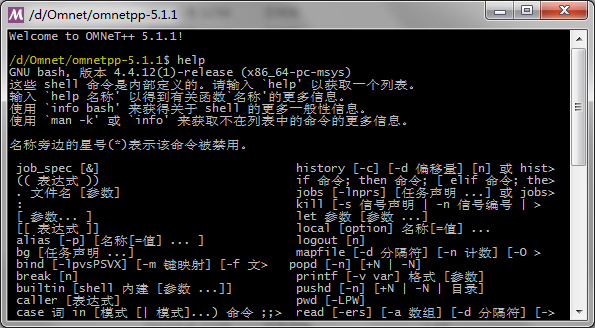 /d/Omnet/omnetpp-5.1.1
Welcome to OMNeT++ 5.1.1!
/d/Omnet/omnetpp-5.1.1$ help
GNU bash, 版本 4.4.12(1)-release (x86_64-pc-msys)
这些 shell 命令是内部定义的。请输入 `help' 以获取一个列表。
输入 `help 名称' 以得到有关函数`名称'的更多信息。
使用 `info bash' 来获得关于 shell 的更多一般性信息。
使用 `man -k' 或 `info' 来获取不在列表中的命令的更多信息。
名称旁边的星号(*)表示该命令被禁用。
job_spec [&] history [-c] [-d 偏移量] [n] 或 hist>
(( 表达式 )) if 命令; then 命令; [ elif 命令; the>
. 文件名 [参数] jobs [-lnprs] [任务声明 ...] 或 jobs>
: kill [-s 信号声明 | -n 信号编号 | >
[ 参数... ] let 参数 [参数 ...]
[[ 表达式 ]] local [option] 名称[=值] ...
alias [-p] [名称[=值] ... ] logout [n]
bg [任务声明 ...] mapfile [-d 分隔符] [-n 计数] [-O >
bind [-lpvsPSVX] [-m 键映射] [-f 文> popd [-n] [+N | -N]
break [n] printf [-v var] 格式 [参数]
builtin [shell 内建 [参数 ...]] pushd [-n] [+N | -N | 目录]
caller [表达式] pwd [-LPW]
case 词 in [模式 [| 模式]...) 命令 ;;> read [-ers] [-a 数组] [-d 分隔符] [->